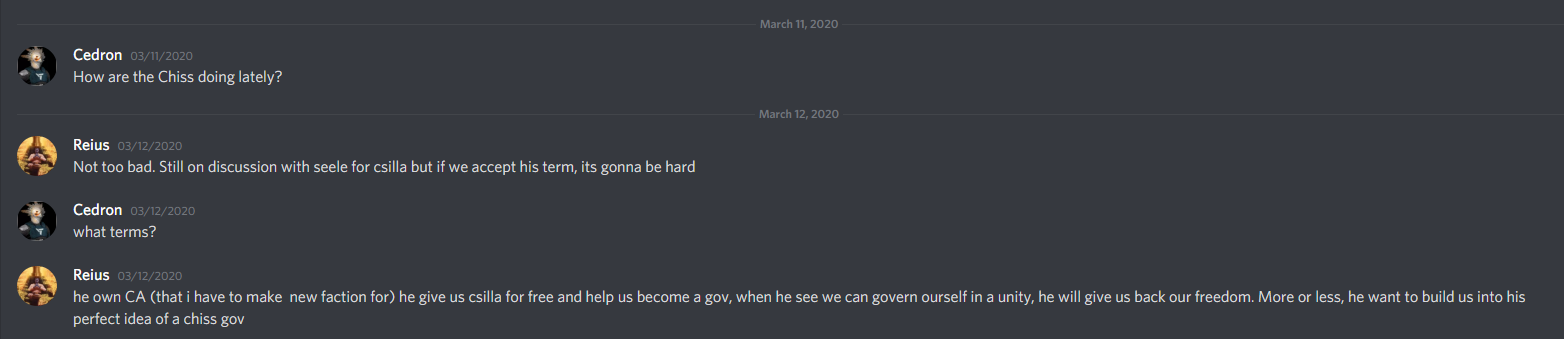 March 11, 2020
Cedron 03/11/2020
How are the Chiss doing lately?
March 12, 2020
Reius 03/12/2020
Not too bad. Still on discussion with seele for csilla but if we accept his term, its gonna be hard
Cedron 03/12/2020
what terms?
Reius 03/12/2020
he own CA (that i have to make  new faction for) he give us csilla for free and help us become a gov, when he see we can govern ourself in a unity, he will give us back our freedom. More or less, he want to build us into his
perfect idea of a chiss gov